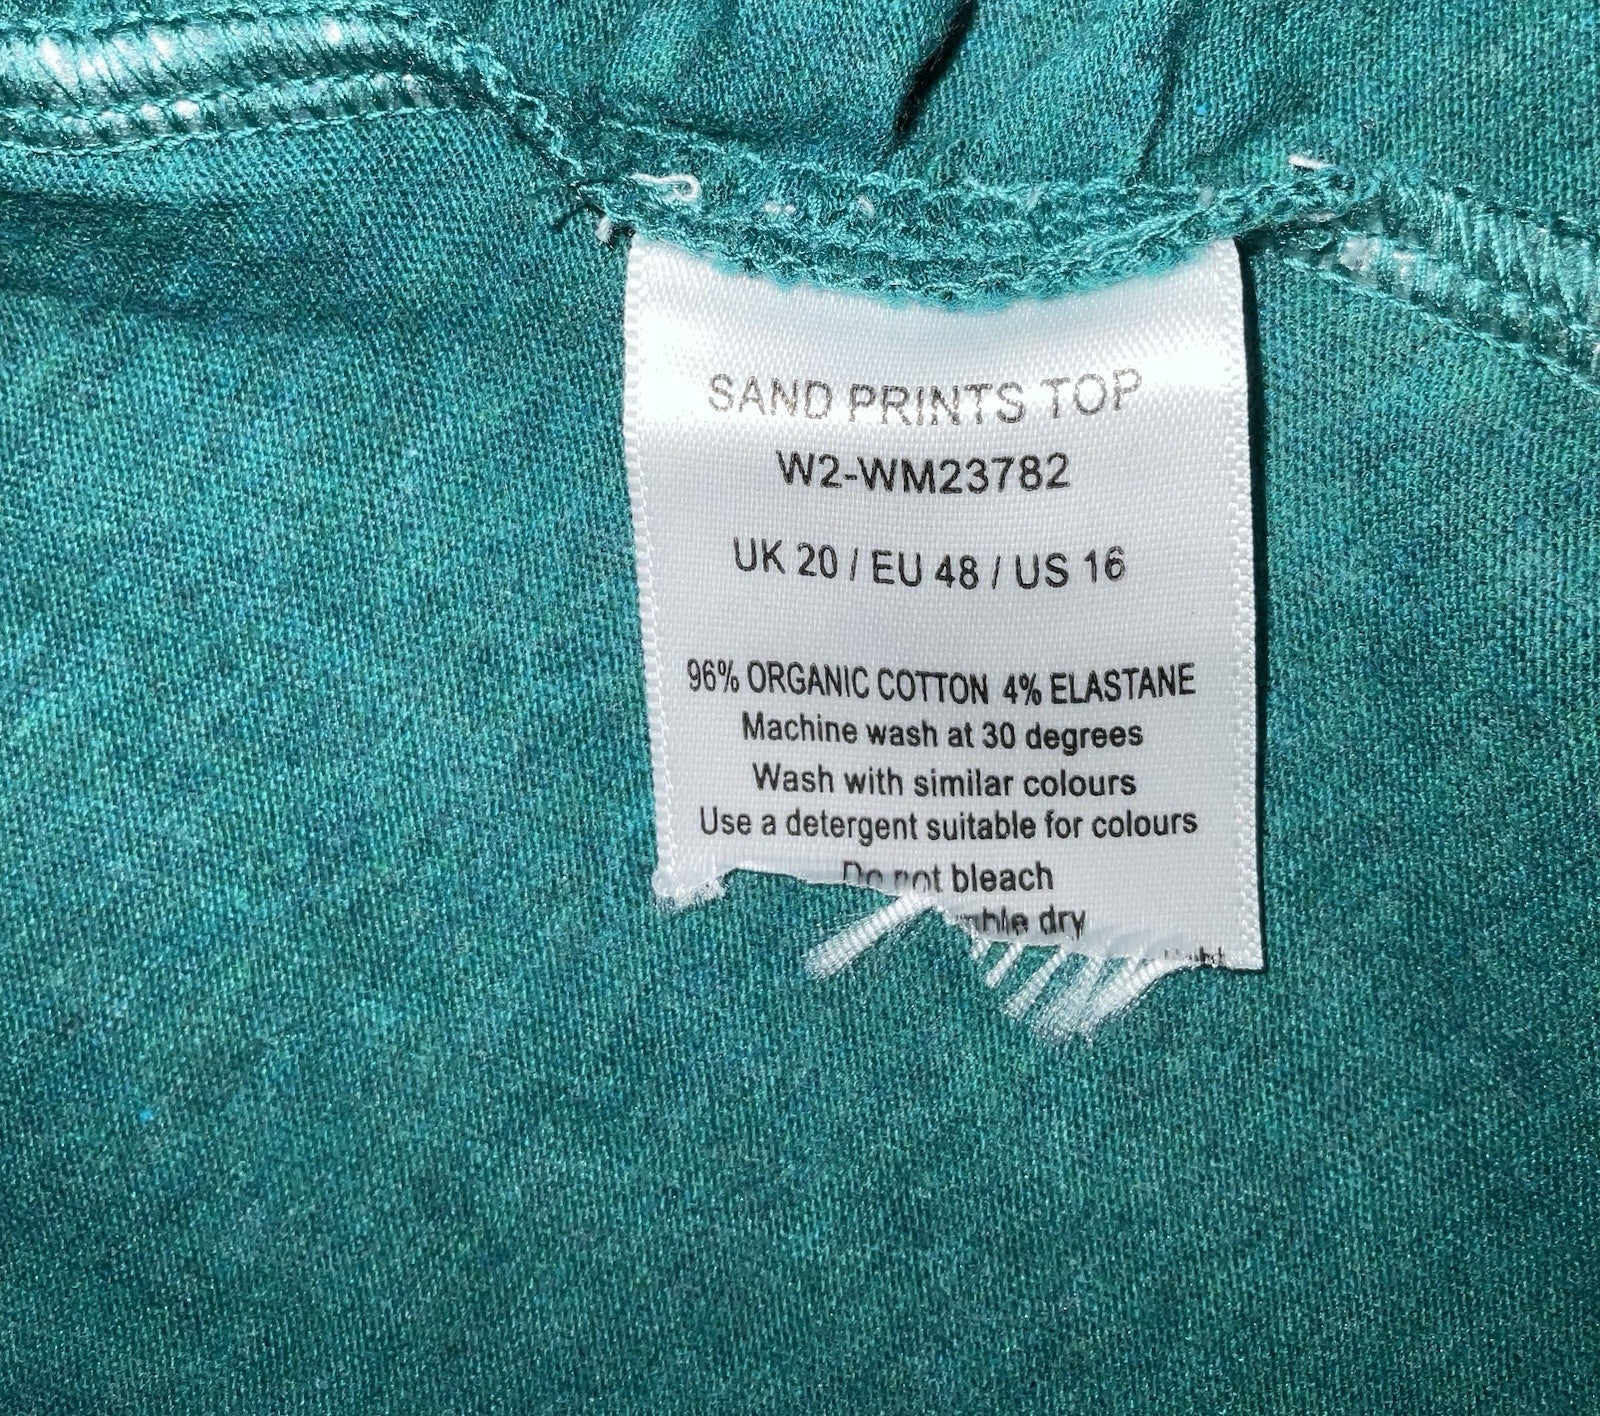 SAND PRINTS TOP
W2-WM23782
UK 20 / EU 48 / US 16
96% ORGANIC COTTON 4% ELASTANE
Machine wash at 30 degrees
Wash with similar colours
Use a detergent suitable for colours
Do not bleach
dry